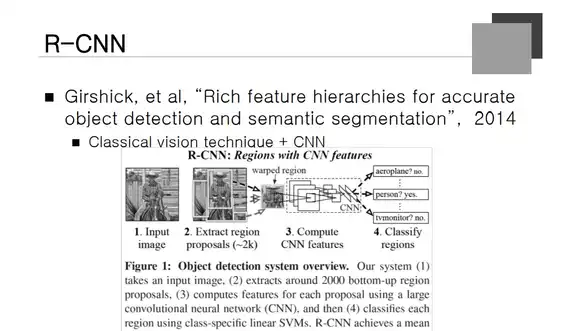 R-CNN
■ Girshick, et al, “Rich feature hierarchies for accurate
object detection and semantic segmentation”, 2014
■ Classical vision technique + CNN
R-CNN: Regions with CNN features
warped region
aeroplane? no.
person? yes.
CNN
tvmonitor? no.
1. Input
image
2. Extract region
proposals (~2k)
3. Compute
CNN features
4. Classify
regions
Figure 1: Object detection system overview. Our system (1)
takes an input image, (2) extracts around 2000 bottom-up region
proposals, (3) computes features for each proposal using a large
convolutional neural network (CNN), and then (4) classifies each
region using class-specific linear SVMs. R-CNN achieves a mean